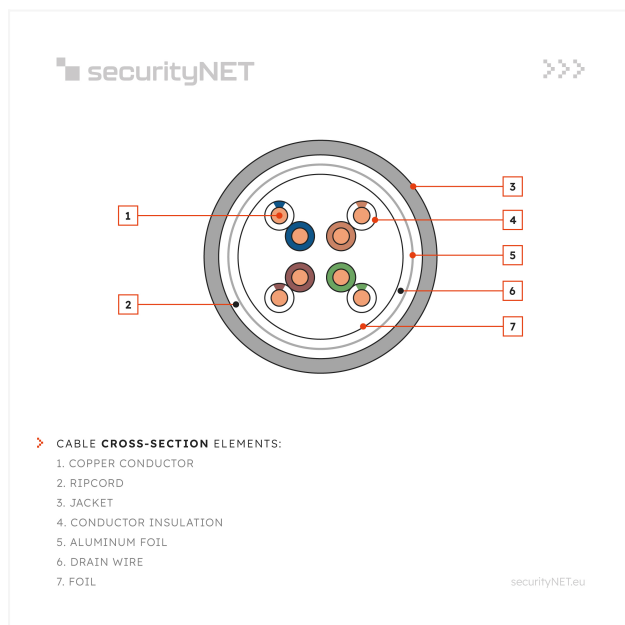 securityNET
1
3
4
5
2
6
7
CABLE CROSS-SECTION ELEMENTS:
1. COPPER CONDUCTOR
2. RIPCORD
3. JACKET
4. CONDUCTOR INSULATION
5. ALUMINUM FOIL
6. DRAIN WIRE
7. FOIL
securityNET.eu